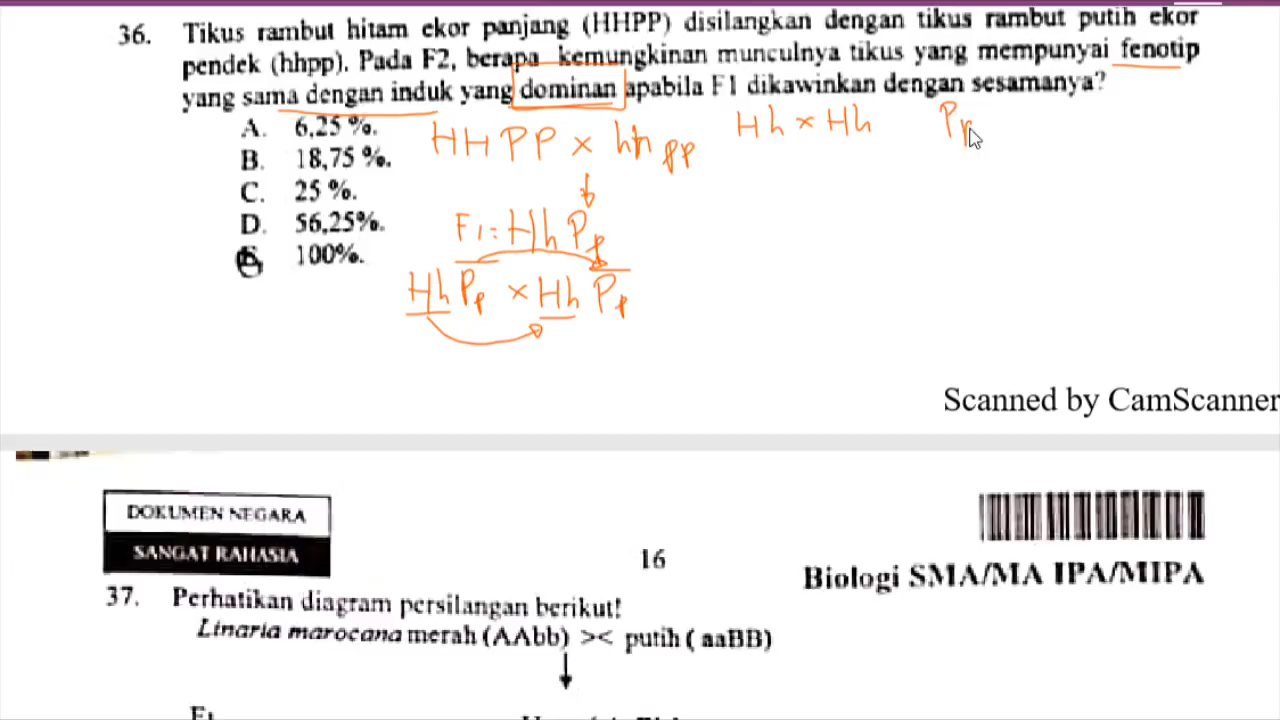 36. Tikus rambut hitam ekor panjang (HHPP) disilangkan dengan tikus rambut putih ekor
pendek (hhpp). Pada F2, berapa kemungkinan munculnya tikus yang mempunyai fenotip
yang sama dengan induk yang dominan apabila F1 dikawinkan dengan sesamanya?
A. 6,25 %.
B. 18,75 %.
C. 25 %.
D. 56,25%.
100%.
HHPP × hhpp
F1 = HhPp
HhPp × HhPp
Hh × Hh
Scanned by CamScanner
DOKUMEN NEGARA
SANGAT RAHASIA
16
Biologi SMA/MA IPA/MIPA
37. Perhatikan diagram persilangan berikut!
Linaria marocana merah (AAbb) >< putih ( aaBB)
F1